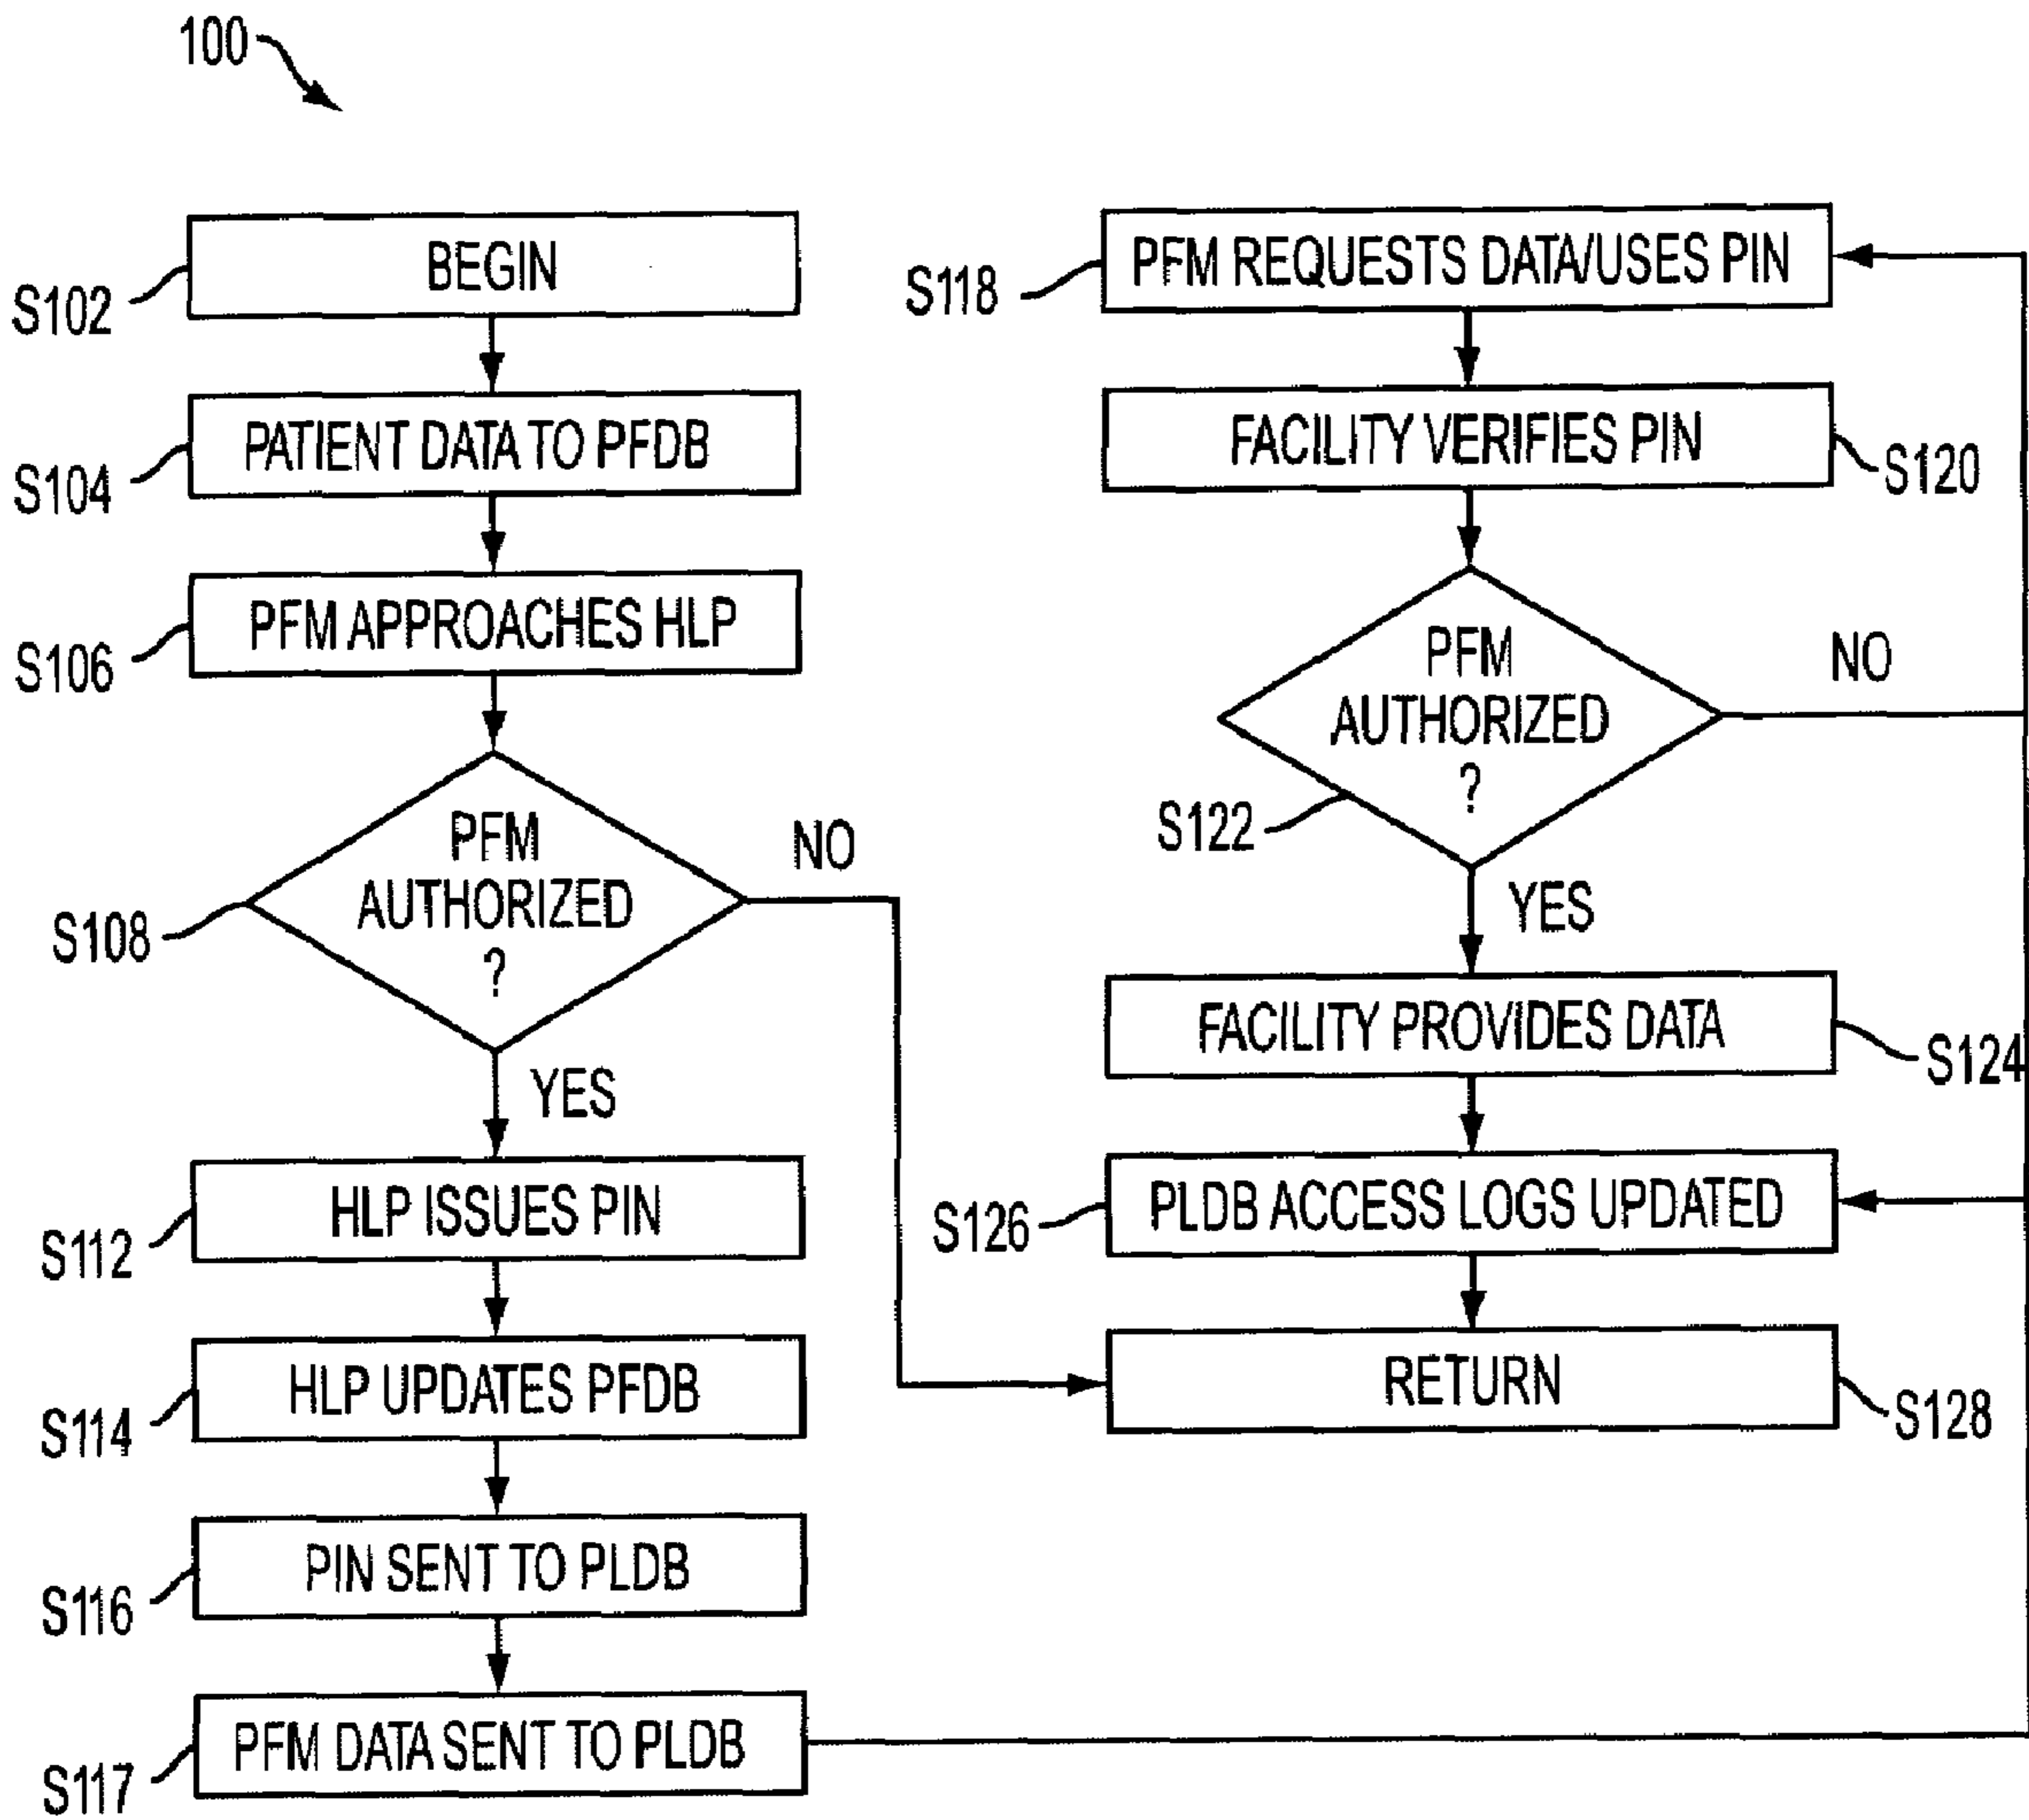 100
BEGIN
S102
PATIENT DATA TO PFDB
S104
PFM APPROACHES HLP
S106
PFM
AUTHORIZED
?
NO
S108
YES
HLP ISSUES PIN
S112
HLP UPDATES PFDB
S114
PIN SENT TO PLDB
S116
PFM DATA SENT TO PLDB
S117
PFM REQUESTS DATA/USES PIN
S118
FACILITY VERIFIES PIN
S120
PFM
AUTHORIZED
?
NO
S122
YES
FACILITY PROVIDES DATA
S124
PLDB ACCESS LOGS UPDATED
S126
RETURN
S128